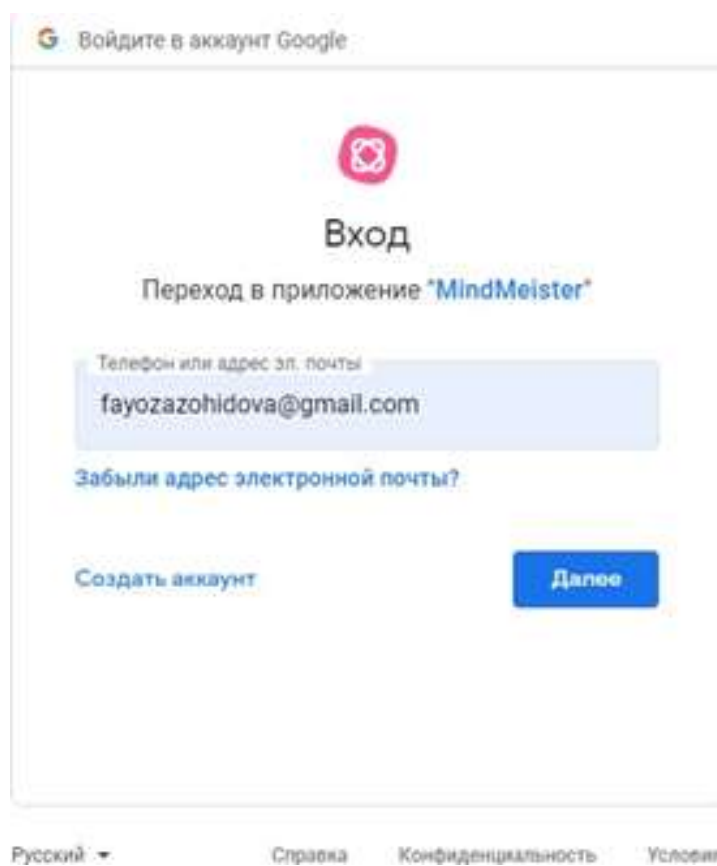 Войдите в аккаунт Google
Вход
Переход в приложение "MindMeister"
Телефон или адрес эл. почты
fayozazohidova@gmail.com
Забыли адрес электронной почты?
Создать аккаунт
Далее
Русский
Справка Конфиденциальность Условия